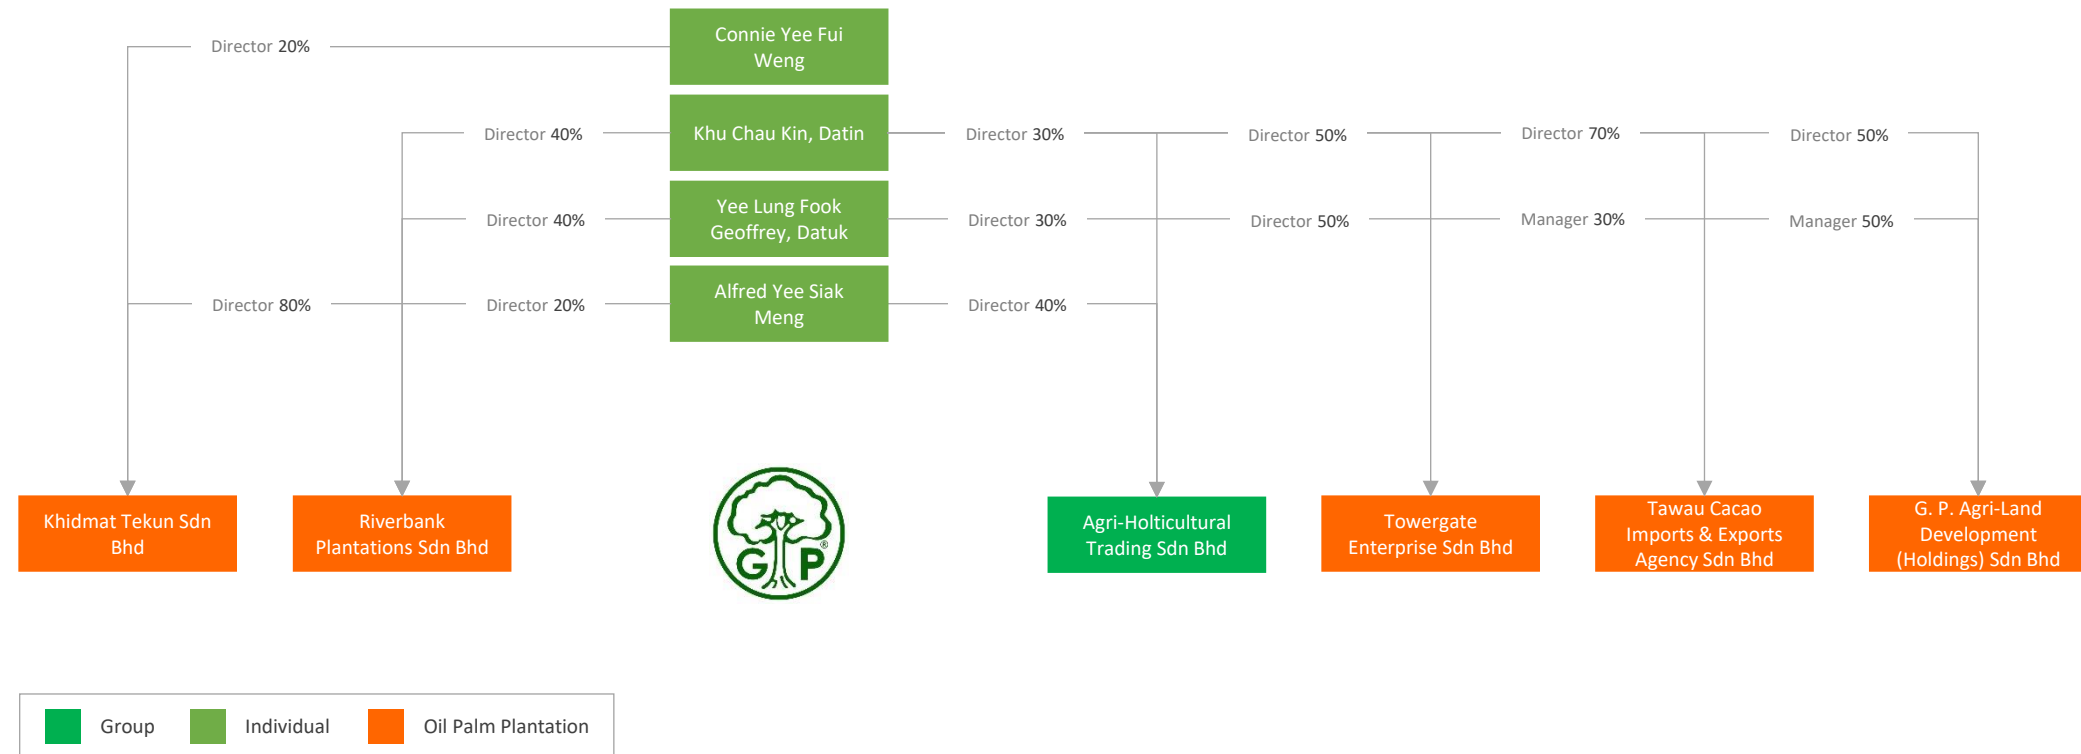 Connie Yee Fui
Weng
Director 20%
Khu Chau Kin, Datin
Director 40%
Director 30%
Director 50%
Director 70%
Director 50%
Yee Lung Fook
Geoffrey, Datuk
Director 40%
Director 30%
Director 50%
Manager 30%
Manager 50%
Alfred Yee Siak
Meng
Director 80%
Director 20%
Director 40%
Khidmat Tekun Sdn
Bhd
Riverbank
Plantations Sdn Bhd
G P ®
Agri-Holticultural
Trading Sdn Bhd
Towergate
Enterprise Sdn Bhd
Tawau Cacao
Imports & Exports
Agency Sdn Bhd
G. P. Agri-Land
Development
(Holdings) Sdn Bhd
Group
Individual
Oil Palm Plantation